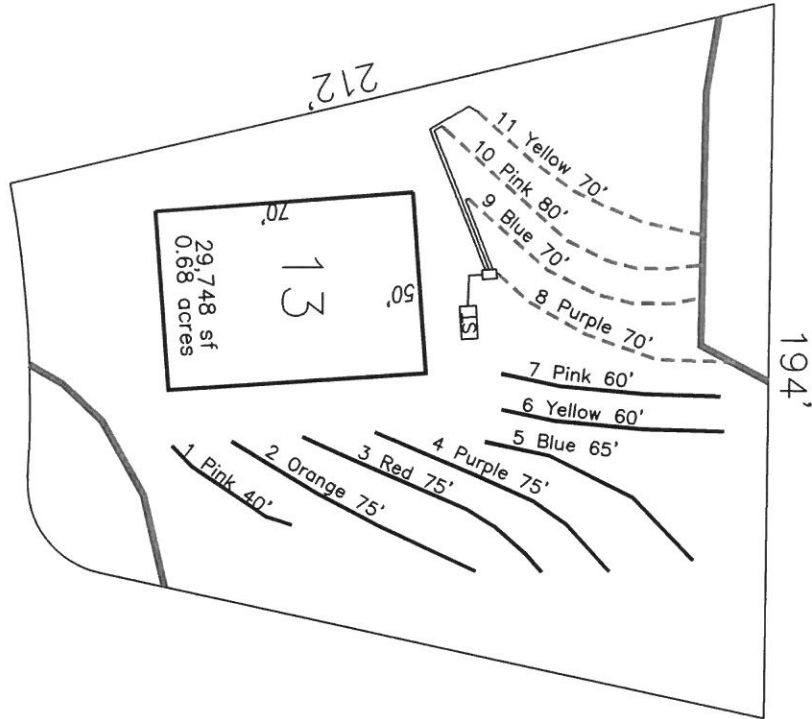 212'
11 Yellow 70'
10 Pink 80'
9 Blue 70'
8 Purple 70'
70'
50'
13
29,748 sf
0.68 acres
ST
194'
7 Pink 60'
6 Yellow 60'
5 Blue 65'
4 Purple 75'
3 Red 75'
2 Orange 75'
1 Pink 40'